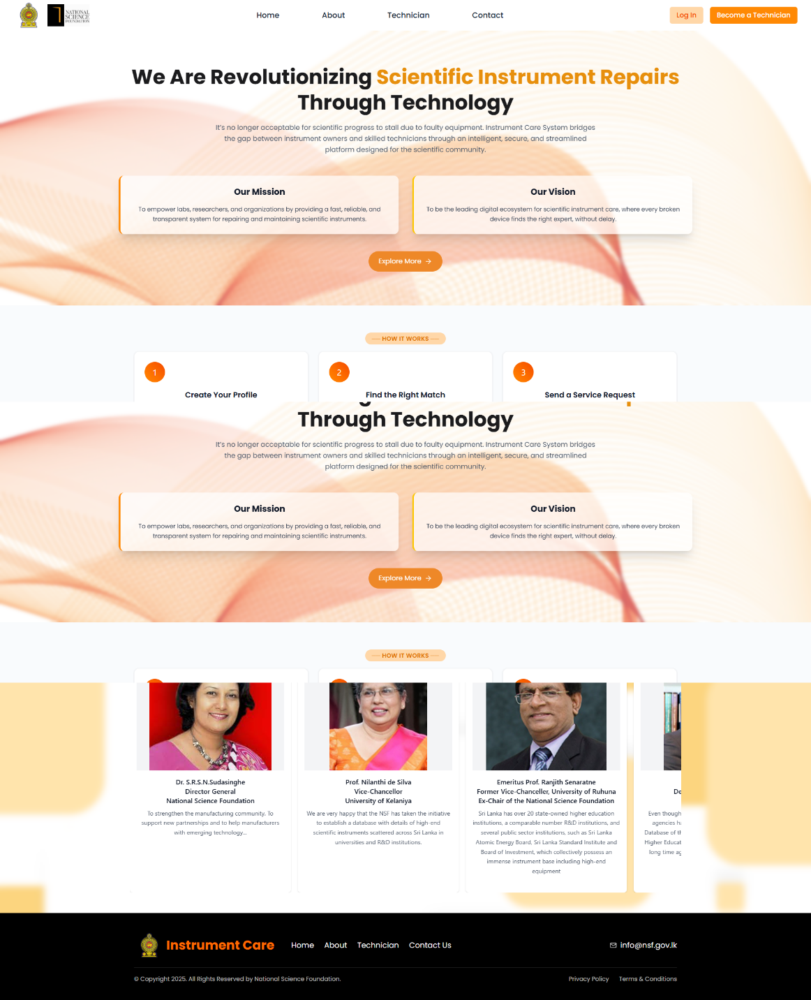 NATIONAL
SCIENCE
FOUNDATION
Home
About
Technician
Contact
Log In
Become a Technician
We Are Revolutionizing Scientific Instrument Repairs
Through Technology
It's no longer acceptable for scientific progress to stall due to faulty equipment. Instrument Care System bridges
the gap between instrument owners and skilled technicians through an intelligent, secure, and streamlined
platform designed for the scientific community.
Our Mission
To empower labs, researchers, and organizations by providing a fast, reliable, and
transparent system for repairing and maintaining scientific instruments.
Our Vision
To be the leading digital ecosystem for scientific instrument care, where every broken
device finds the right expert, without delay.
Explore More →
HOW IT WORKS
1
Create Your Profile
2
Find the Right Match
3
Send a Service Request
Through Technology
It's no longer acceptable for scientific progress to stall due to faulty equipment. Instrument Care System bridges
the gap between instrument owners and skilled technicians through an intelligent, secure, and streamlined
platform designed for the scientific community.
Our Mission
To empower labs, researchers, and organizations by providing a fast, reliable, and
transparent system for repairing and maintaining scientific instruments.
Our Vision
To be the leading digital ecosystem for scientific instrument care, where every broken
device finds the right expert, without delay.
Explore More →
HOW IT WORKS
Dr. S.R.S.N.Sudasinghe
Director General
National Science Foundation
To strengthen the manufacturing community. To
support new partnerships and to help manufacturers
with emerging technology...
Prof. Nilanthi de Silva
Vice-Chancellor
University of Kelaniya
We are very happy that the NSF has taken the initiative
to establish a database with details of high-end
scientific instruments scattered across Sri Lanka in
universities and R&D institutions.
Emeritus Prof. Ranjith Senaratne
Former Vice-Chanceller, University of Ruhuna
Ex-Chair of the National Science Foundation
Sri Lanka has over 20 state-owned higher education
institutions, a comparable number R&D institutions, and
several public sector institutions, such as Sri Lanka
Atomic Energy Board, Sri Lanka Standard Institute and
Board of Investment, which collectively possess an
immense instrument base including high-end
equipment
De
Even though
agencies ha
Database of th
Higher Educat
long time ag
Instrument Care
Home
About
Technician
Contact Us
info@nsf.gov.lk
© Copyright 2025. All Rights Reserved by National Science Foundation.
Privacy Policy
Terms & Conditions